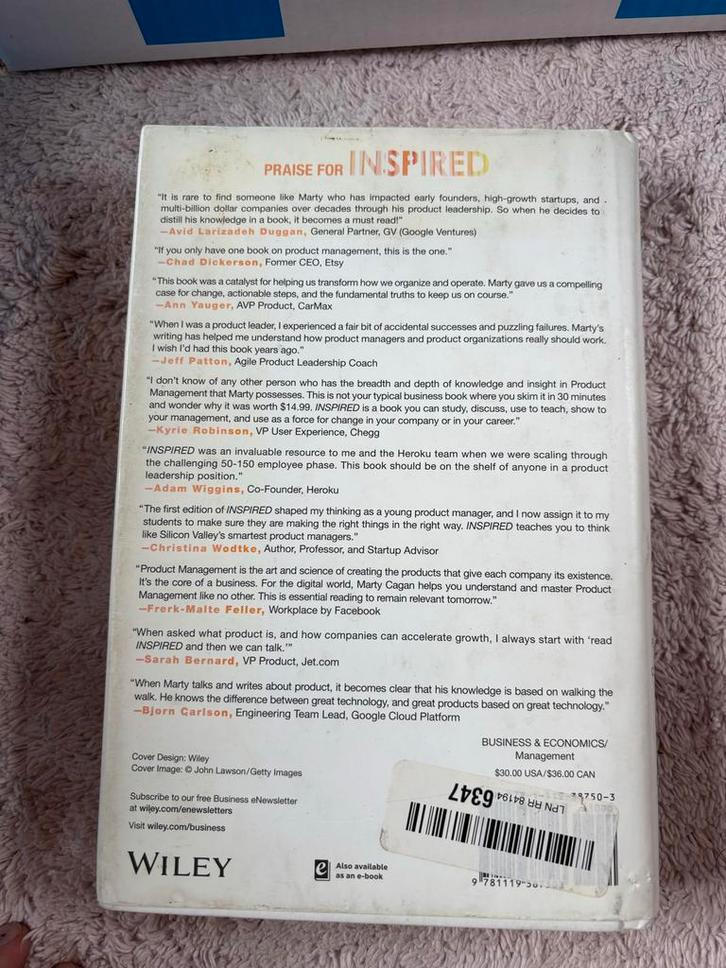 PRAISE FOR INSPIRED
“It is rare to find someone like Marty who has impacted early founders, high-growth startups, and
multi-billion dollar companies over decades through his product leadership. So when he decides to
distill his knowledge in a book, it becomes a must read!”
—Avid Larizadeh Duggan, General Partner, GV (Google Ventures)
“If you only have one book on product management, this is the one.”
—Chad Dickerson, Former CEO, Etsy
“This book was a catalyst for helping us transform how we organize and operate. Marty gave us a compelling
case for change, actionable steps, and the fundamental truths to keep us on course.”
—Ann Yauger, AVP Product, CarMax
“When I was a product leader, I experienced a fair bit of accidental successes and puzzling failures. Marty’s
writing has helped me understand how product managers and product organizations really should work.
I wish I’d had this book years ago.”
—Jeff Patton, Agile Product Leadership Coach
“I don’t know of any other person who has the breadth and depth of knowledge and insight in Product
Management that Marty possesses. This is not your typical business book where you skim it in 30 minutes
and wonder why it was worth $14.99. INSPIRED is a book you can study, discuss, use to teach, show to
your management, and use as a force for change in your company or in your career.”
—Kyrie Robinson, VP User Experience, Chegg
“INSPIRED was an invaluable resource to me and the Heroku team when we were scaling through
the challenging 50-150 employee phase. This book should be on the shelf of anyone in a product
leadership position.”
—Adam Wiggins, Co-Founder, Heroku
“The first edition of INSPIRED shaped my thinking as a young product manager, and I now assign it to my
students to make sure they are making the right things in the right way. INSPIRED teaches you to think
like Silicon Valley’s smartest product managers.”
—Christina Wodtke, Author, Professor, and Startup Advisor
“Product Management is the art and science of creating the products that give each company its existence.
It’s the core of a business. For the digital world, Marty Cagan helps you understand and master Product
Management like no other. This is essential reading to remain relevant tomorrow.”
—Frerk-Malte Feller, Workplace by Facebook
“When asked what product is, and how companies can accelerate growth, I always start with ‘read
INSPIRED and then we can talk.’”
—Sarah Bernard, VP Product, Jet.com
“When Marty talks and writes about product, it becomes clear that his knowledge is based on walking the
walk. He knows the difference between great technology, and great products based on great technology.”
—Bjorn Carlson, Engineering Team Lead, Google Cloud Platform
BUSINESS & ECONOMICS/
Management
$30.00 USA/$36.00 CAN
Cover Design: Wiley
Cover Image: © John Lawson/Getty Images
Subscribe to our free Business eNewsletter
at wiley.com/enewsletters
Visit wiley.com/business
WILEY
e Also available
as an e-book
38750-3
LPN RR 84194 6347
9 781119